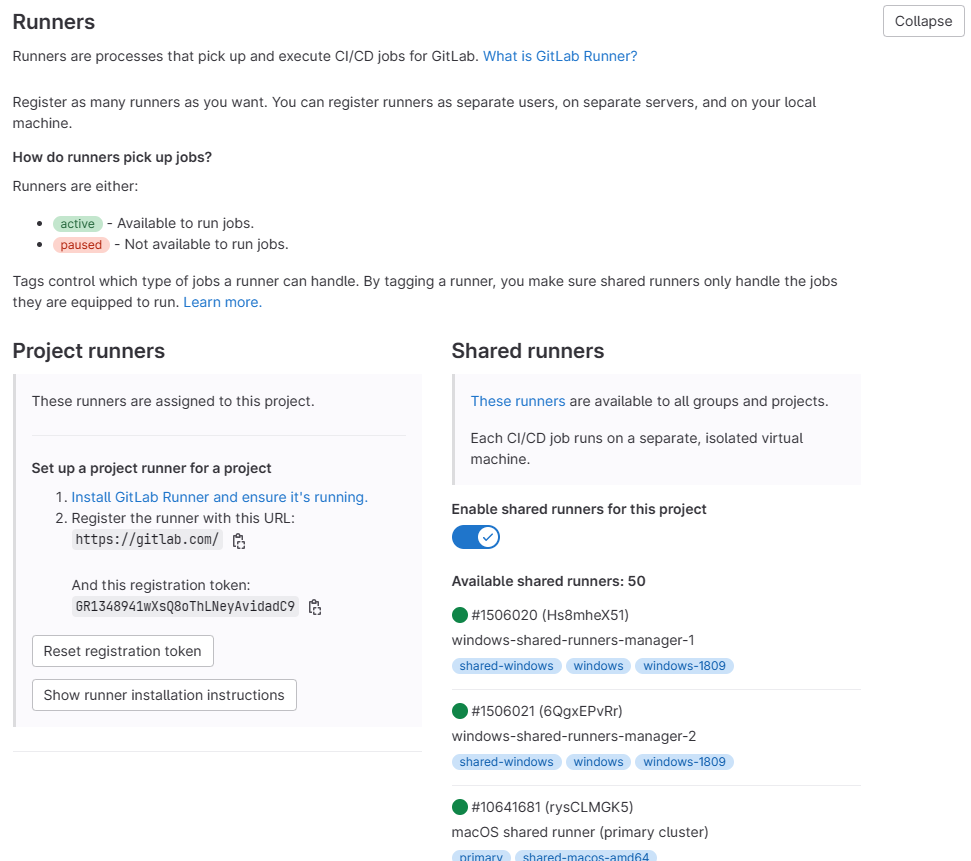 Runners
Collapse
Runners are processes that pick up and execute CI/CD jobs for GitLab. What is GitLab Runner?
Register as many runners as you want. You can register runners as separate users, on separate servers, and on your local
machine.
How do runners pick up jobs?
Runners are either:
active - Available to run jobs.
paused - Not available to run jobs.
Tags control which type of jobs a runner can handle. By tagging a runner, you make sure shared runners only handle the jobs
they are equipped to run. Learn more.
Project runners
These runners are assigned to this project.
Set up a project runner for a project
1. Install GitLab Runner and ensure it's running.
2. Register the runner with this URL:
https://gitlab.com/
And this registration token:
GR1348941wXsQ8oThLNeyAvidadC9
Reset registration token
Show runner installation instructions
Shared runners
These runners are available to all groups and projects.
Each CI/CD job runs on a separate, isolated virtual
machine.
Enable shared runners for this project
Available shared runners: 50
#1506020 (Hs8mheX51)
windows-shared-runners-manager-1
shared-windows windows windows-1809
#1506021 (6QgxEPvRr)
windows-shared-runners-manager-2
shared-windows windows windows-1809
#10641681 (rysCLMGK5)
macOS shared runner (primary cluster)
primary shared-macos-amd64